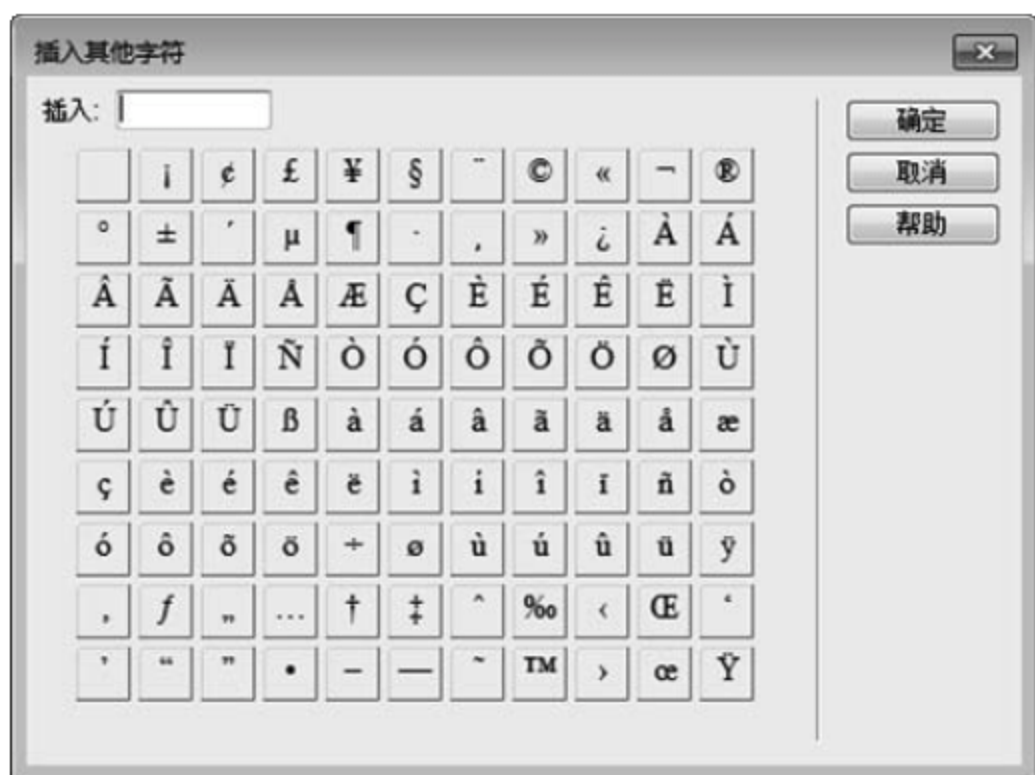 插入其他字符
插入:
确定
取消
帮助
¡ ¢ £ ¥ § ¨ © « ¬ ®
° ± ´ µ ¶ · ¸ » ¿ À Á
Â Ã Ä Å Æ Ç È É Ê Ë Ì
Í Î Ï Ñ Ò Ó Ô Õ Ö Ø Ù
Ú Û Ü ß à á â ã ä å æ
ç è é ê ë ì í î ï ñ ò
ó ô õ ö ÷ ø ù ú û ü ÿ
‚ ƒ „ … † ‡ ˆ ‰ ‹ Œ ‘
’ “ ” • – — ˜ ™ › œ Ÿ